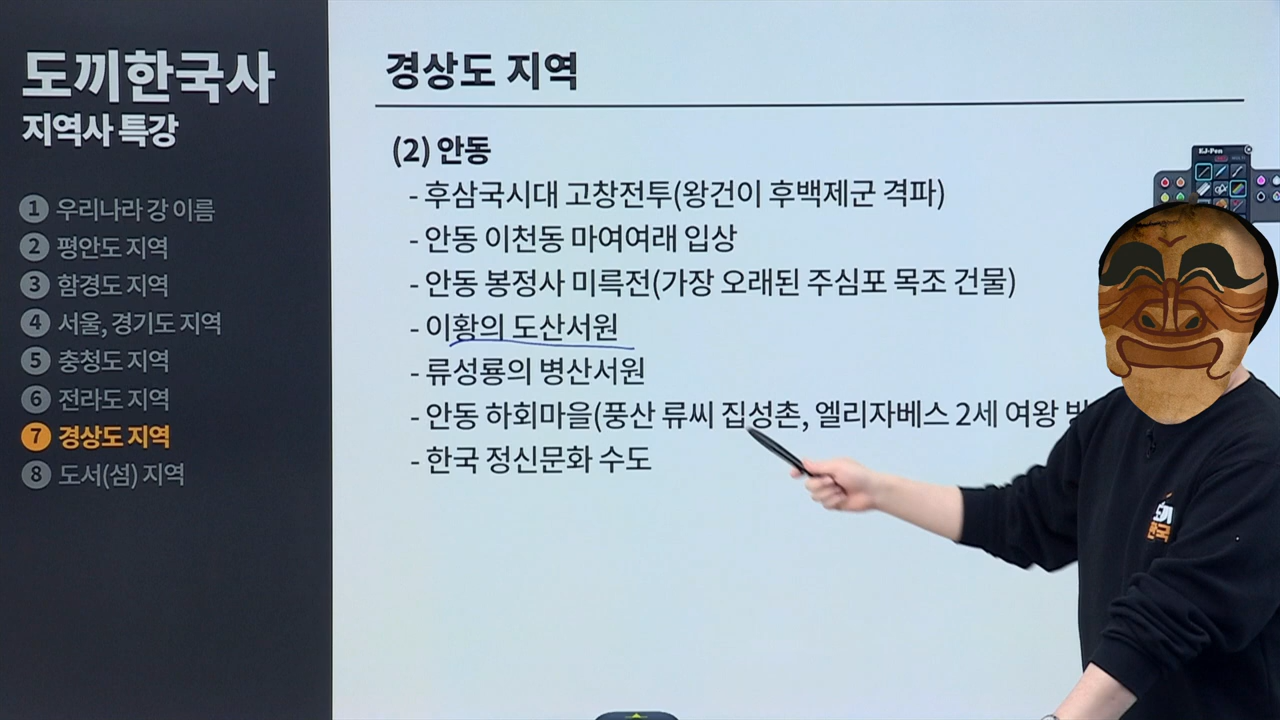 도끼한국사
지역사 특강
1 우리나라 강 이름
2 평안도 지역
3 함경도 지역
4 서울, 경기도 지역
5 충청도 지역
6 전라도 지역
7 경상도 지역
8 도서(섬) 지역
경상도 지역
(2) 안동
- 후삼국시대 고창전투(왕건이 후백제군 격파)
- 안동 이천동 마여여래 입상
- 안동 봉정사 미륵전(가장 오래된 주심포 목조 건물)
- 이황의 도산서원
- 류성룡의 병산서원
- 안동 하회마을(풍산 류씨 집성촌, 엘리자베스 2세 여왕
- 한국 정신문화 수도
EJ-Pen